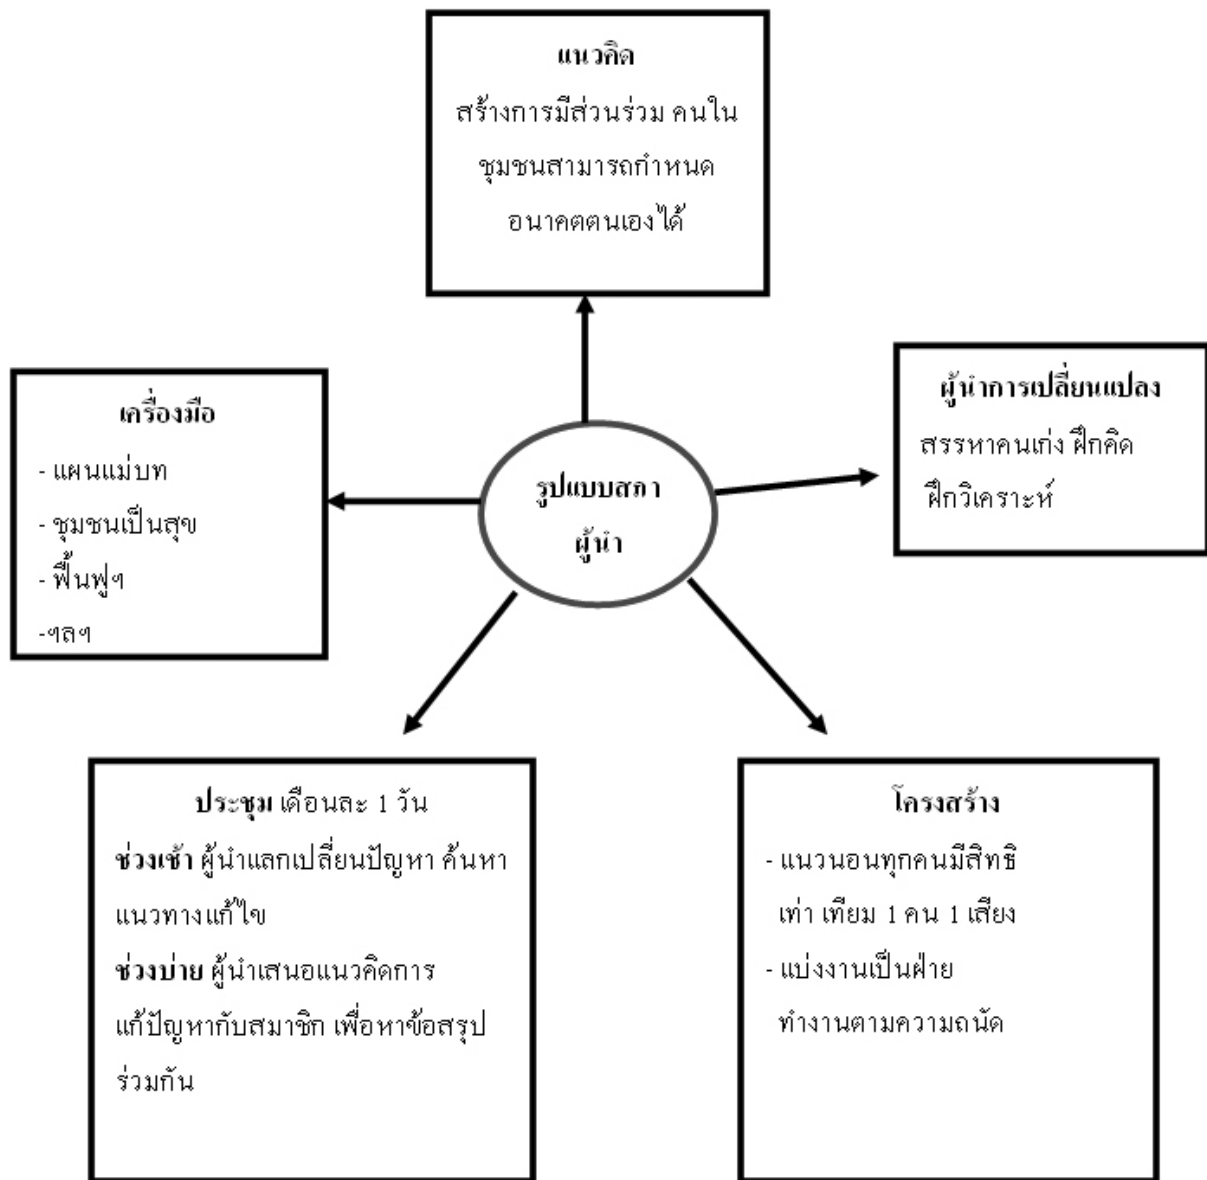 แนวคิด
สร้างการมีส่วนร่วม คนใน
ชุมชนสามารถกำหนด
อนาคตตนเองได้
เครื่องมือ
- แผนแม่บท
- ชุมชนเป็นสุข
- ฟื้นฟูฯ
-ฯลฯ
รูปแบบสภา
ผู้นำ
ผู้นำการเปลี่ยนแปลง
สรรหาคนเก่ง ฝึกคิด
ฝึกวิเคราะห์
ประชุม เดือนละ 1 วัน
ช่วงเช้า ผู้นำแลกเปลี่ยนปัญหา ค้นหา
แนวทางแก้ไข
ช่วงบ่าย ผู้นำเสนอแนวคิดการ
แก้ปัญหากับสมาชิก เพื่อหาข้อสรุป
ร่วมกัน
โครงสร้าง
- แนวนอนทุกคนมีสิทธิ
เท่า เทียม 1 คน 1 เสียง
- แบ่งงานเป็นฝ่าย
ทำงานตามความถนัด